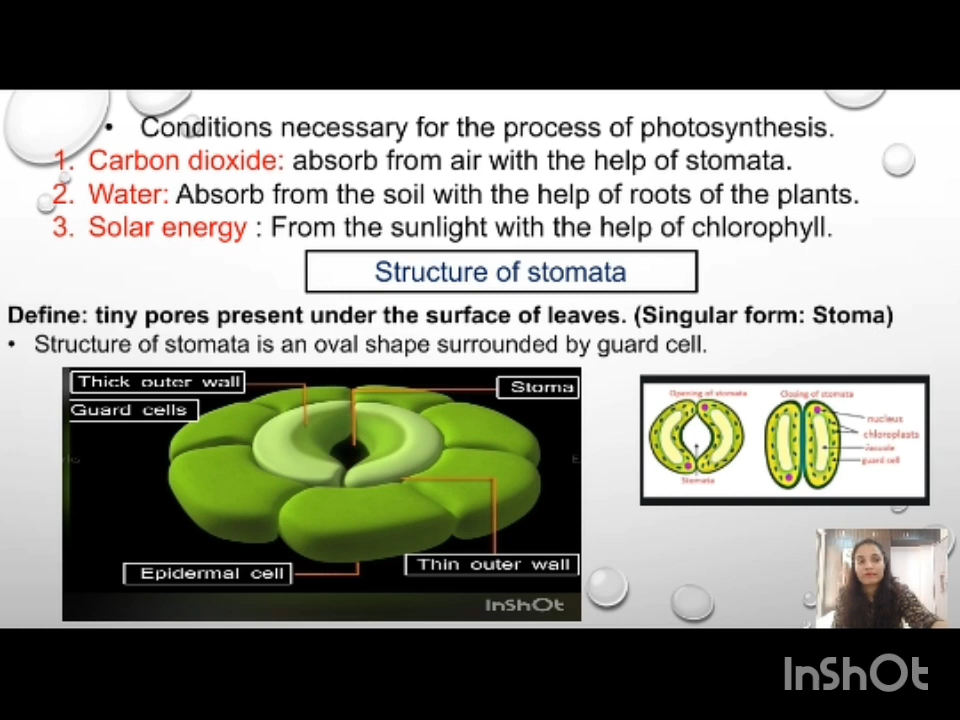 • Conditions necessary for the process of photosynthesis.
1. Carbon dioxide: absorb from air with the help of stomata.
2. Water: Absorb from the soil with the help of roots of the plants.
3. Solar energy : From the sunlight with the help of chlorophyll.
Structure of stomata
Define: tiny pores present under the surface of leaves. (Singular form: Stoma)
• Structure of stomata is an oval shape surrounded by guard cell.
Thick outer wall
Stoma
Guard cells
Epidermal cell
Thin outer wall
InShOt
Opening of stomata
Closing of stomata
nucleus
chloroplasts
vacuole
guard cell
Stomata
InShOt